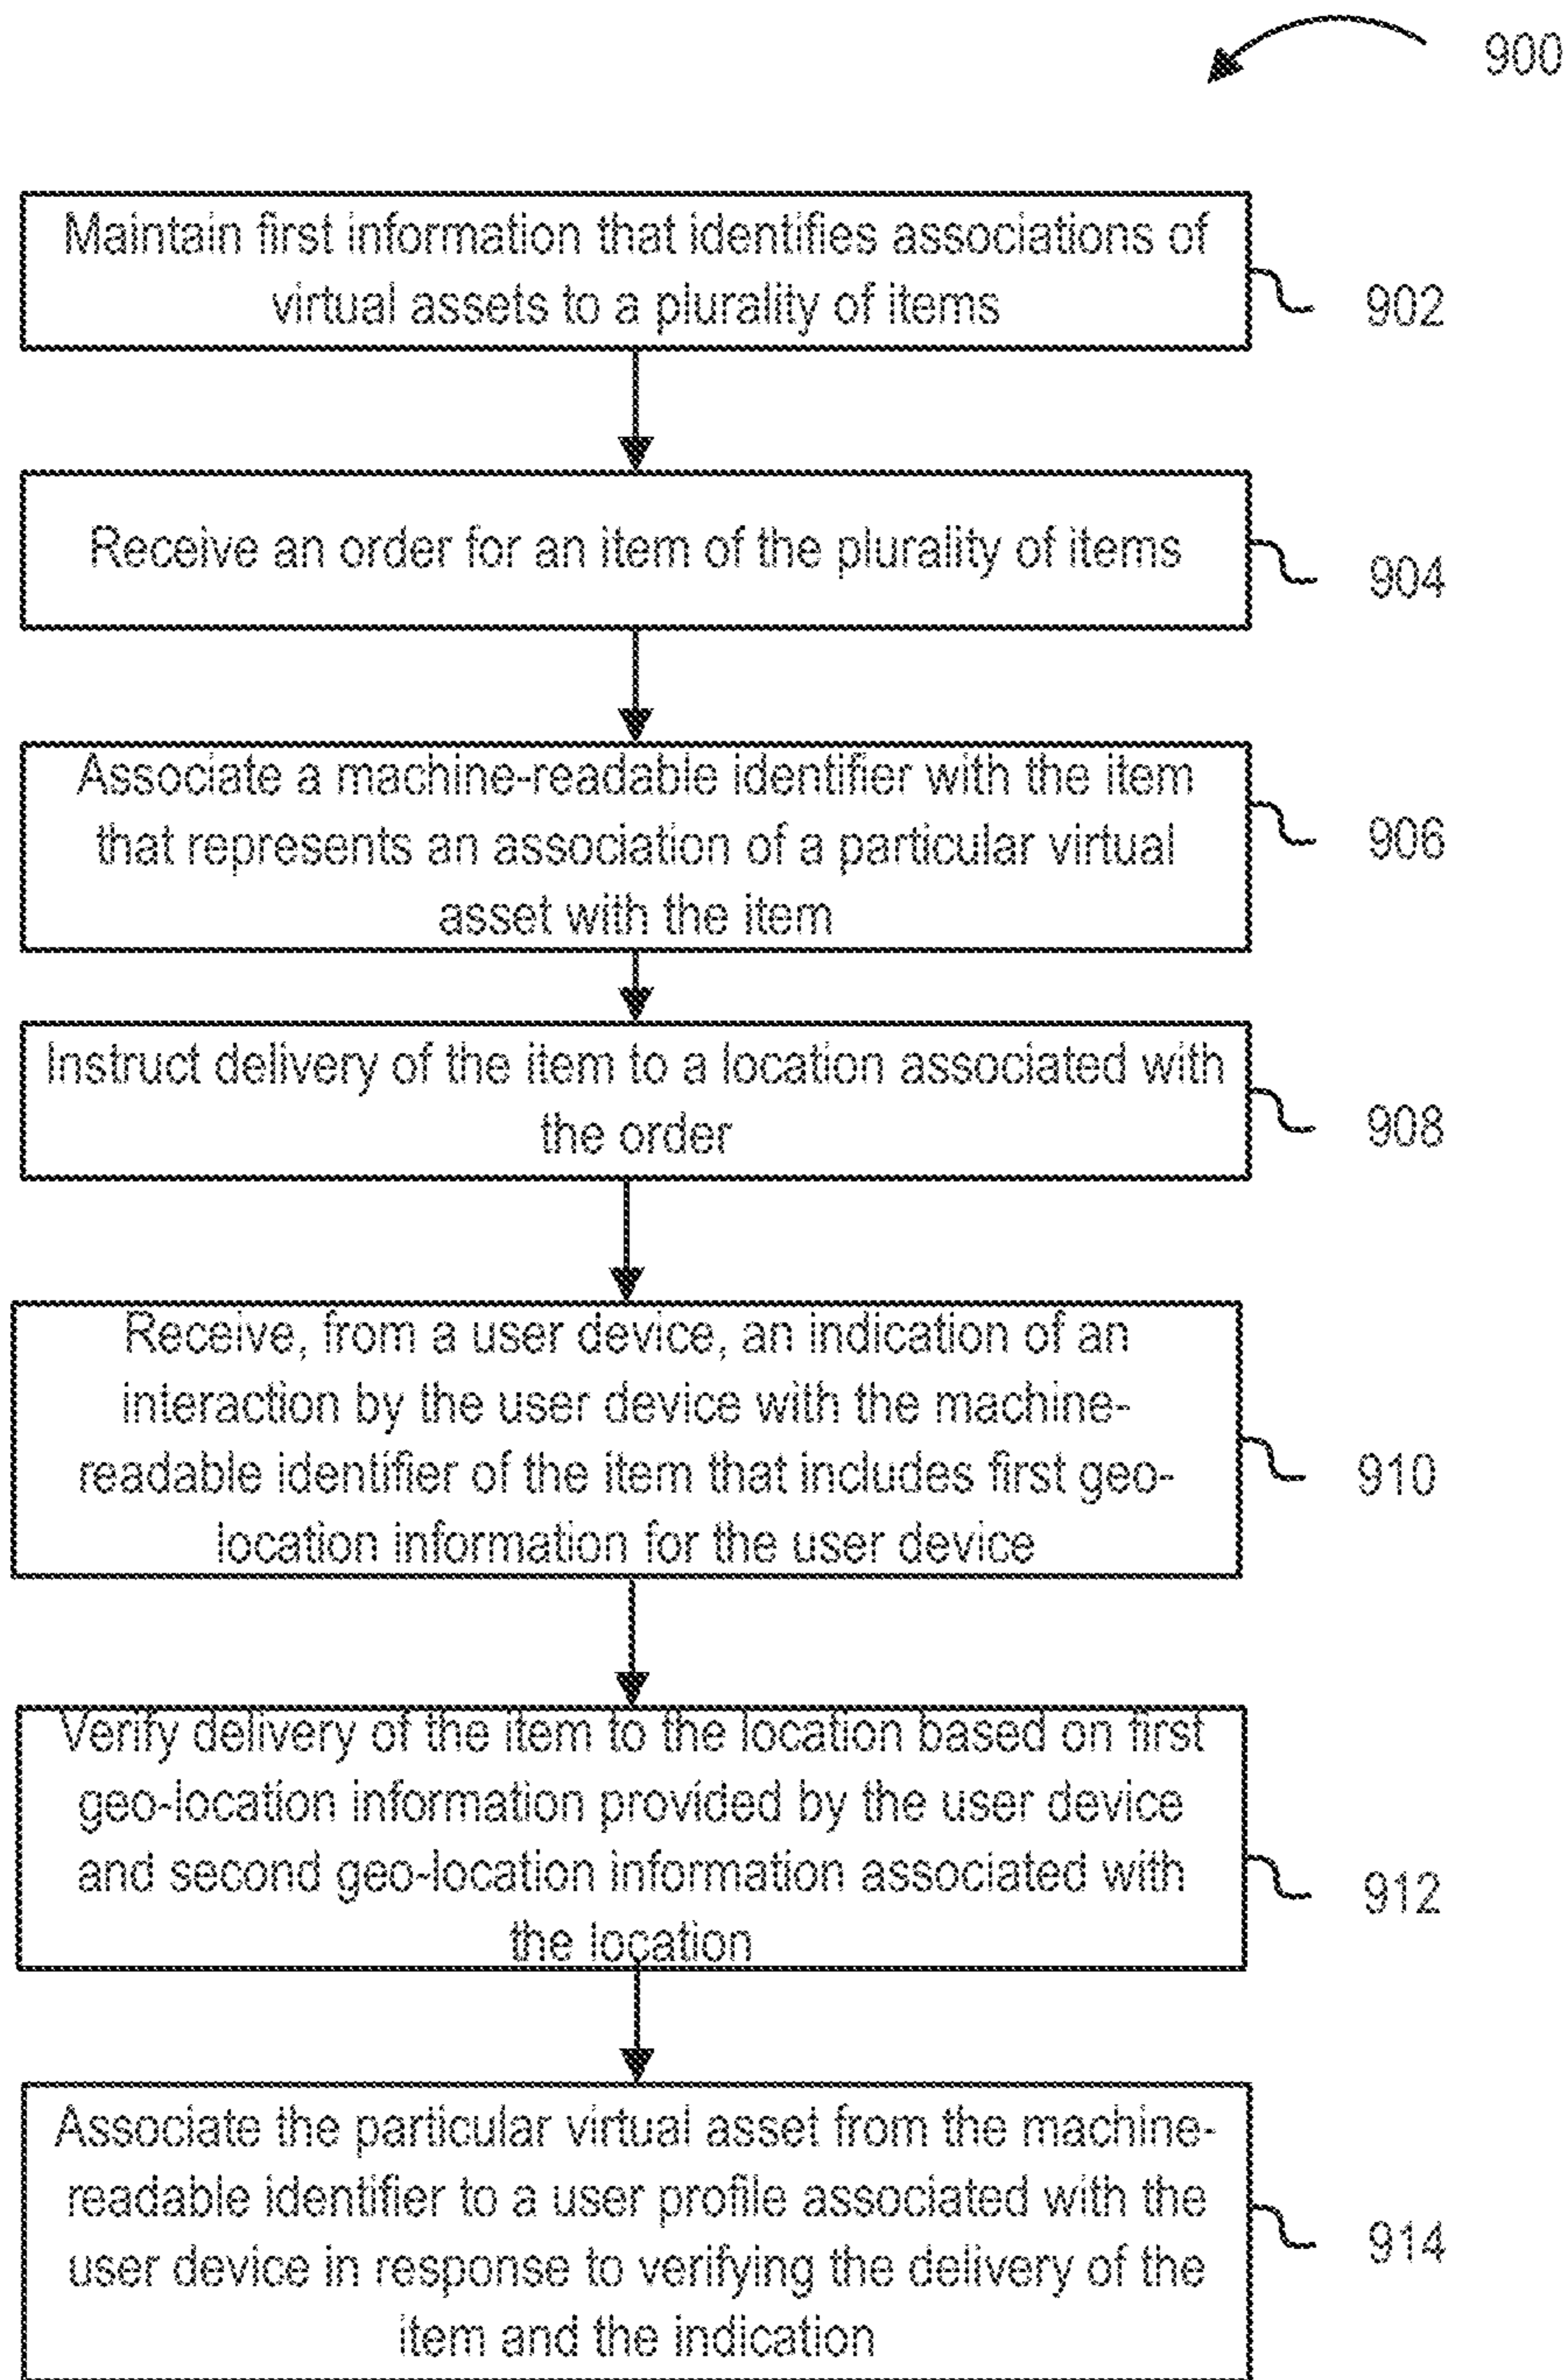 900
Maintain first information that identifies associations of
virtual assets to a plurality of items
902
Receive an order for an item of the plurality of items
904
Associate a machine-readable identifier with the item
that represents an association of a particular virtual
asset with the item
906
Instruct delivery of the item to a location associated with
the order
908
Receive, from a user device, an indication of an
interaction by the user device with the machine-
readable identifier of the item that includes first geo-
location information for the user device
910
Verify delivery of the item to the location based on first
geo-location information provided by the user device
and second geo-location information associated with
the location
912
Associate the particular virtual asset from the machine-
readable identifier to a user profile associated with the
user device in response to verifying the delivery of the
item and the indication
914